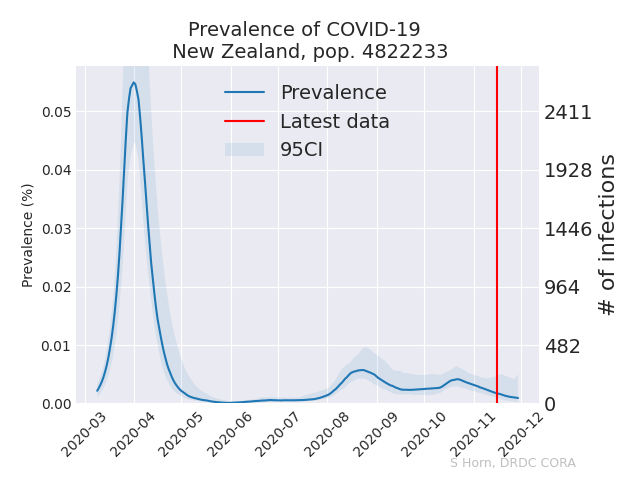 Prevalence of COVID-19
New Zealand, pop. 4822233
Prevalence
Latest data
95CI
Prevalence (%)
0.05
0.04
0.03
0.02
0.01
0.00
2411
1928
1446
964
482
0
# of infections
2020-03
2020-04
2020-05
2020-06
2020-07
2020-08
2020-09
2020-10
2020-11
2020-12
S Horn, DRDC CORA